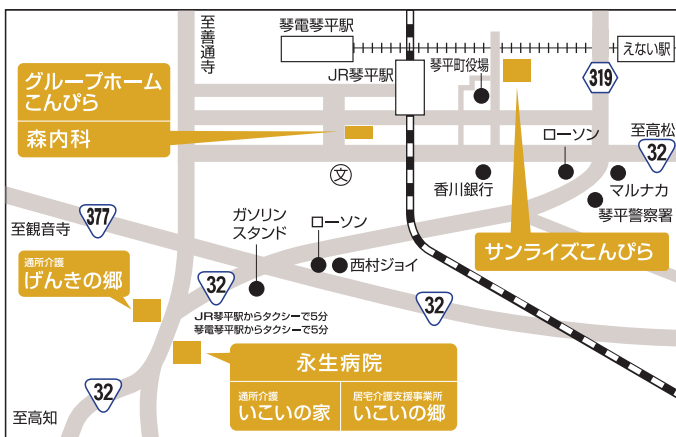 至善通寺
琴電琴平駅
えない駅
JR琴平駅
琴平町役場
319
グループホーム
こんぴら
森内科
ローソン
至高松
32
文
香川銀行
マルナカ
琴平警察署
377
至観音寺
ガソリン
スタンド
ローソン
西村ジョイ
サンライズこんぴら
通所介護
げんきの郷
32
32
JR琴平駅からタクシーで5分
琴電琴平駅からタクシーで5分
永生病院
通所介護
いこいの家
居宅介護支援事業所
いこいの郷
32
至高知